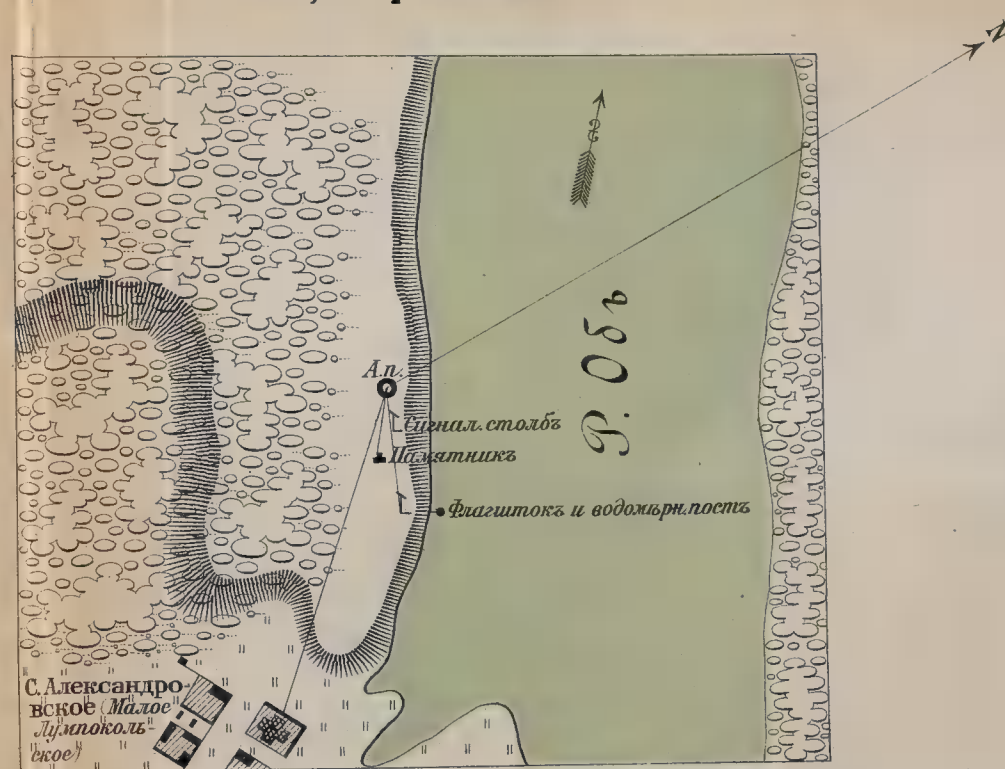 N
Р. Обь
А.п.
Сигнал. столбъ
Памятникъ
Флагштокъ и водомѣрн. постъ
С. Александро-
вское (Малое
Лумпоколь-
ское)